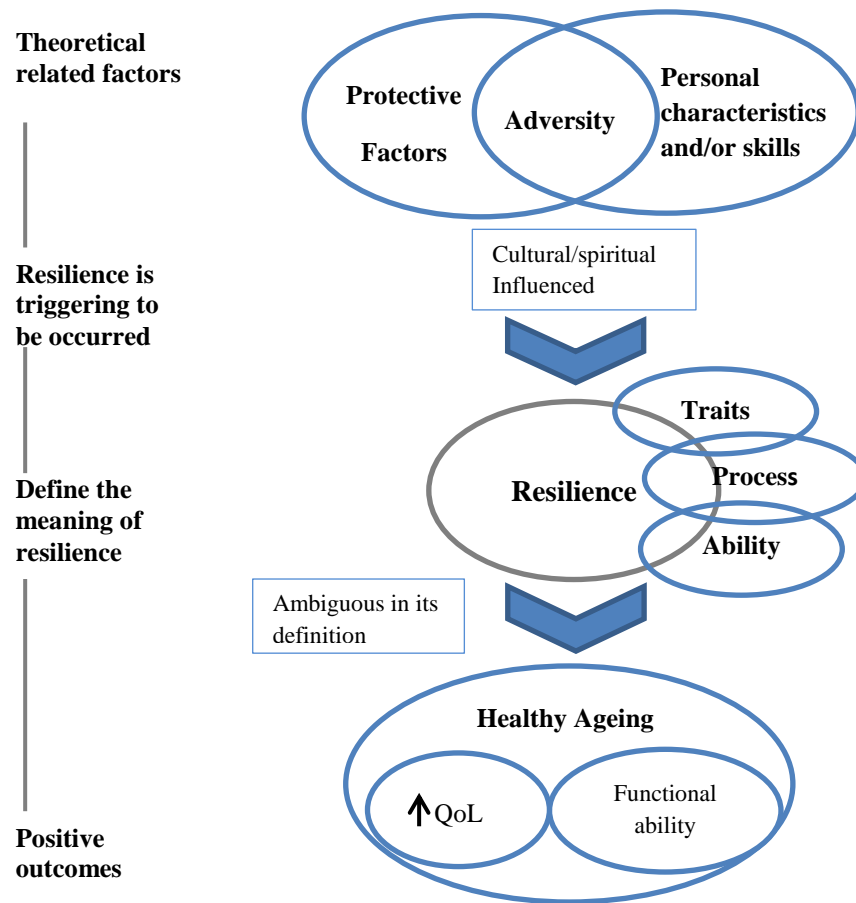 Theoretical
related factors
Protective
Factors
Adversity
Personal
characteristics
and/or skills
Cultural/spiritual
Influenced
Resilience is
triggering to
be occurred
Traits
Process
Ability
Resilience
Define the
meaning of
resilience
Ambiguous in its
definition
Healthy Ageing
QoL
Functional
ability
Positive
outcomes